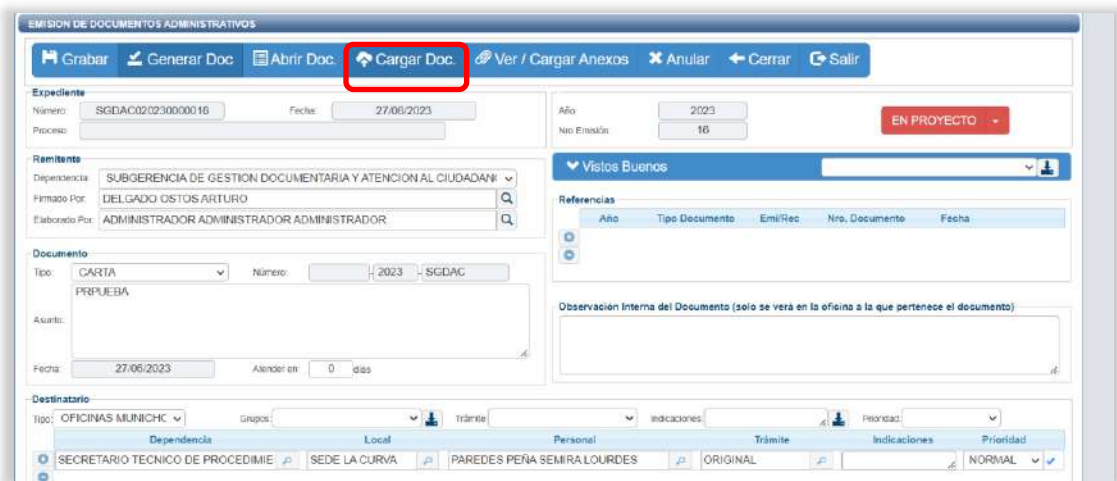 EMISION DE DOCUMENTOS ADMINISTRATIVOS
Grabar Generar Doc Abrir Doc. Cargar Doc. Ver / Cargar Anexos Anular Cerrar Salir
Expediente
Número: SGDAC020230000016 Fecha: 27/06/2023 Año 2023 EN PROYECTO
Proceso: Nro Emisión: 16
Remitente
Vistos Buenos
Dependencia: SUBGERENCIA DE GESTION DOCUMENTARIA Y ATENCION AL CIUDADAN
Firmado Por: DELGADO OSTOS ARTURO
Referencias
Elaborado Por: ADMINISTRADOR ADMINISTRADOR ADMINISTRADOR
Año Tipo Documento Emi/Rec Nro. Documento Fecha
Documento
Tipo: CARTA Número: - 2023 - SGDAC
Asunto: PRPUEBA
Observación Interna del Documento (solo se verá en la oficina a la que pertenece el documento)
Fecha: 27/06/2023 Atender en: 0 días
Destinatario
Tipo: OFICINAS MUNICHC Grupos: Trámite: Indicaciones: Prioridad:
Dependencia Local Personal Trámite Indicaciones Prioridad
SECRETARIO TECNICO DE PROCEDIMIE SEDE LA CURVA PAREDES PEÑA SEMIRA LOURDES ORIGINAL NORMAL